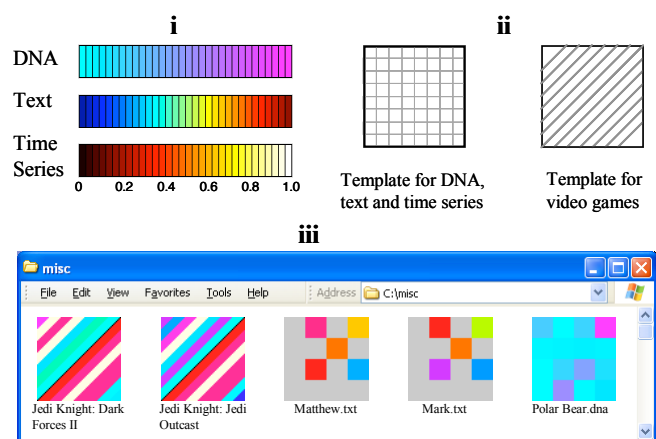 i
ii
DNA
Text
Time
Series
0 0.2 0.4 0.6 0.8 1.0
Template for DNA,
text and time series
Template for
video games
iii
misc
File Edit View Favorites Tools Help Address C:\misc
Jedi Knight: Dark
Forces II
Jedi Knight: Jedi
Outcast
Matthew.txt
Mark.txt
Polar Bear.dna